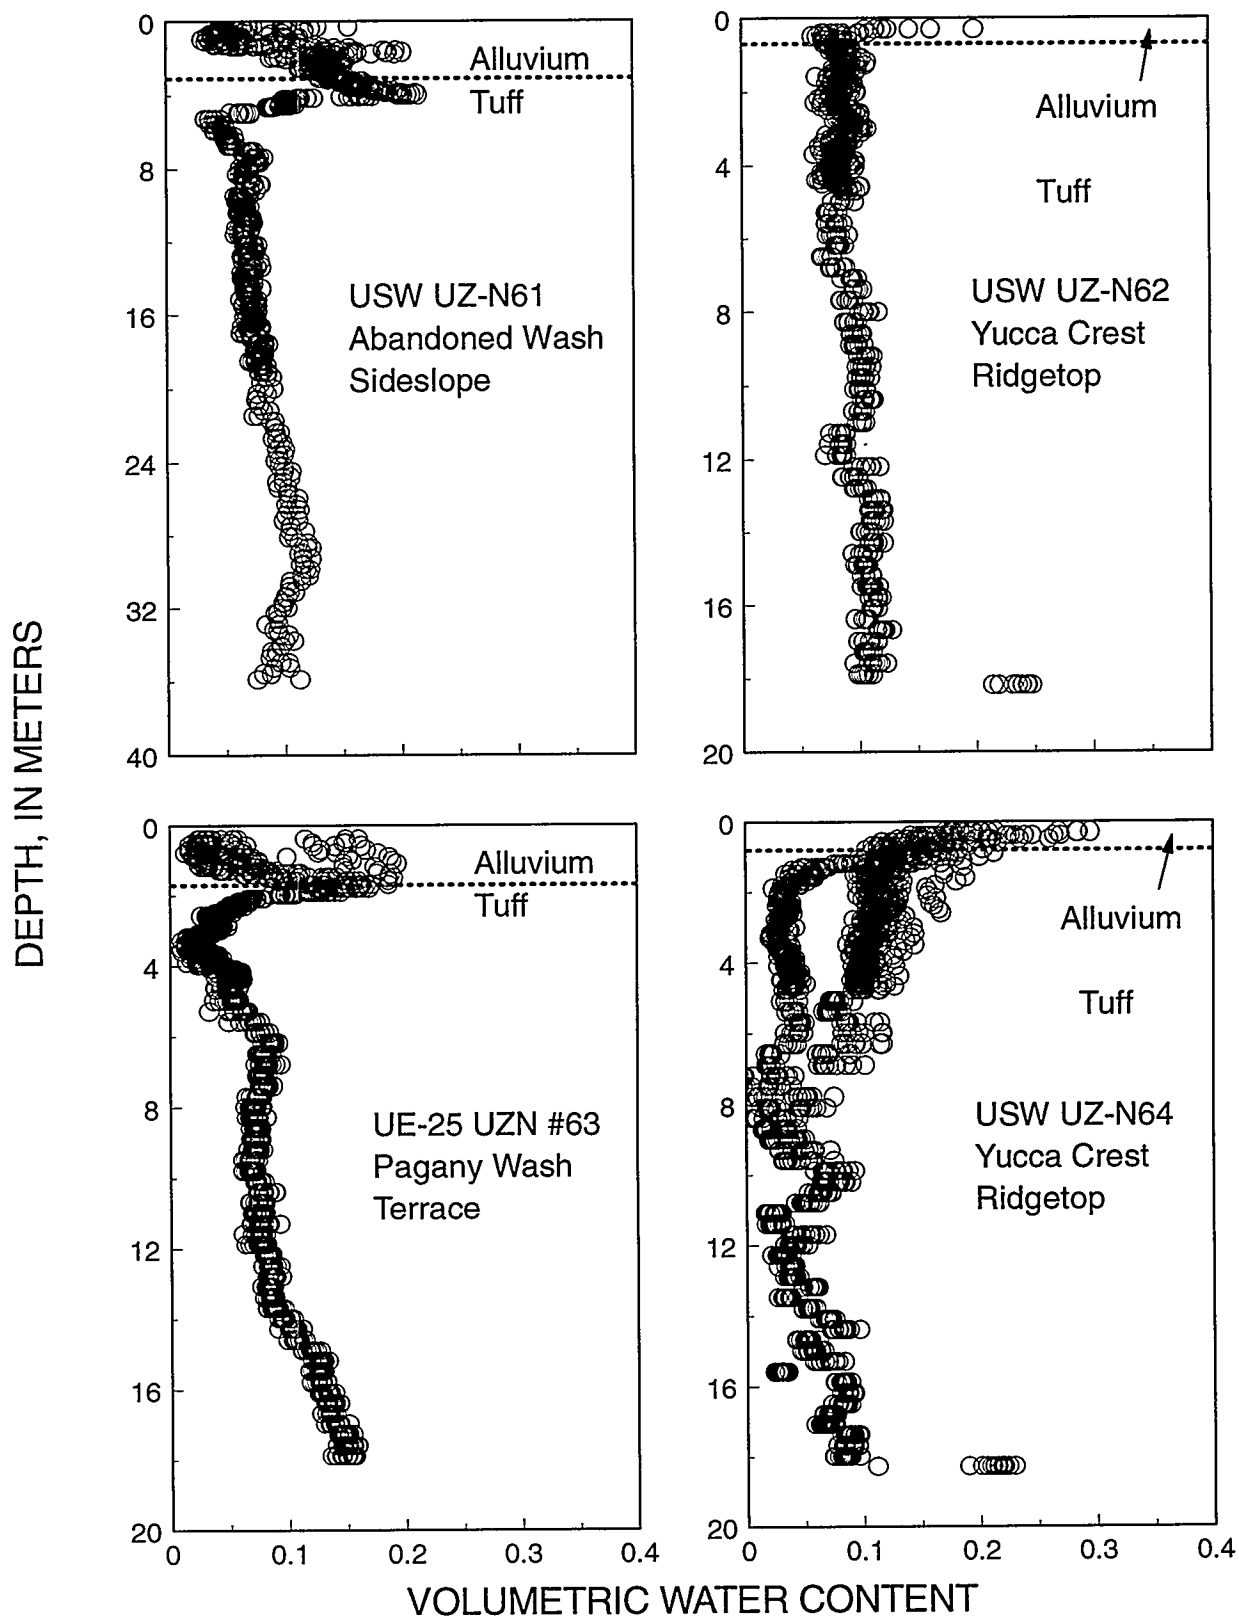 DEPTH, IN METERS
0
8
16
24
32
40
Alluvium
Tuff
USW UZ-N61
Abandoned Wash
Sideslope
0
4
8
12
16
20
Alluvium
Tuff
USW UZ-N62
Yucca Crest
Ridgetop
0
4
8
12
16
20
Alluvium
Tuff
UE-25 UZN #63
Pagany Wash
Terrace
0 0.1 0.2 0.3 0.4
0
4
8
12
16
20
Alluvium
Tuff
USW UZ-N64
Yucca Crest
Ridgetop
0 0.1 0.2 0.3 0.4
VOLUMETRIC WATER CONTENT